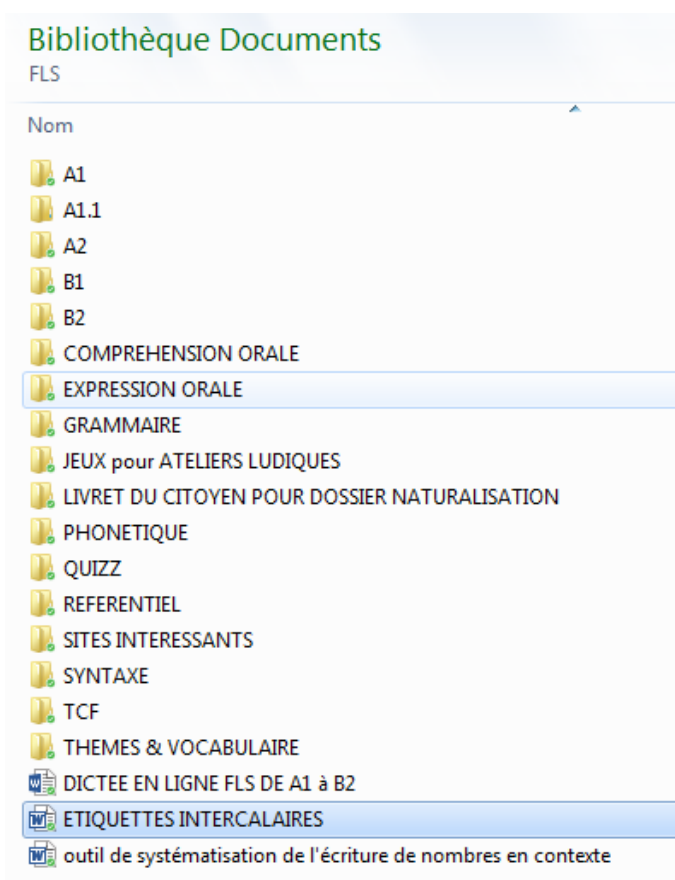 Bibliothèque Documents
FLS
Nom
A1
A1.1
A2
B1
B2
COMPREHENSION ORALE
EXPRESSION ORALE
GRAMMAIRE
JEUX pour ATELIERS LUDIQUES
LIVRET DU CITOYEN POUR DOSSIER NATURALISATION
PHONETIQUE
QUIZZ
REFERENTIEL
SITES INTERESSANTS
SYNTAXE
TCF
THEMES & VOCABULAIRE
DICTEE EN LIGNE FLS DE A1 à B2
ETIQUETTES INTERCALAIRES
outil de systématisation de l'écriture de nombres en contexte